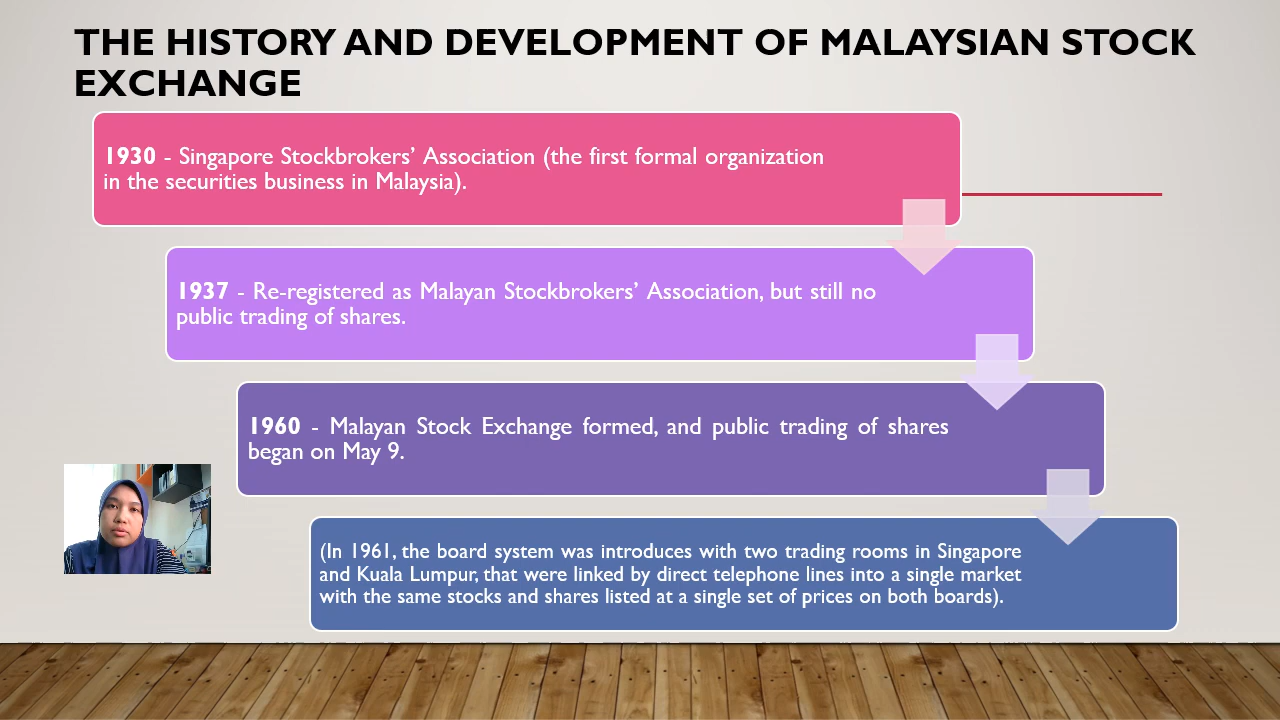 THE HISTORY AND DEVELOPMENT OF MALAYSIAN STOCK
EXCHANGE
1930 - Singapore Stockbrokers’ Association (the first formal organization
in the securities business in Malaysia).
1937 - Re-registered as Malayan Stockbrokers’ Association, but still no
public trading of shares.
1960 - Malayan Stock Exchange formed, and public trading of shares
began on May 9.
(In 1961, the board system was introduces with two trading rooms in Singapore
and Kuala Lumpur, that were linked by direct telephone lines into a single market
with the same stocks and shares listed at a single set of prices on both boards).